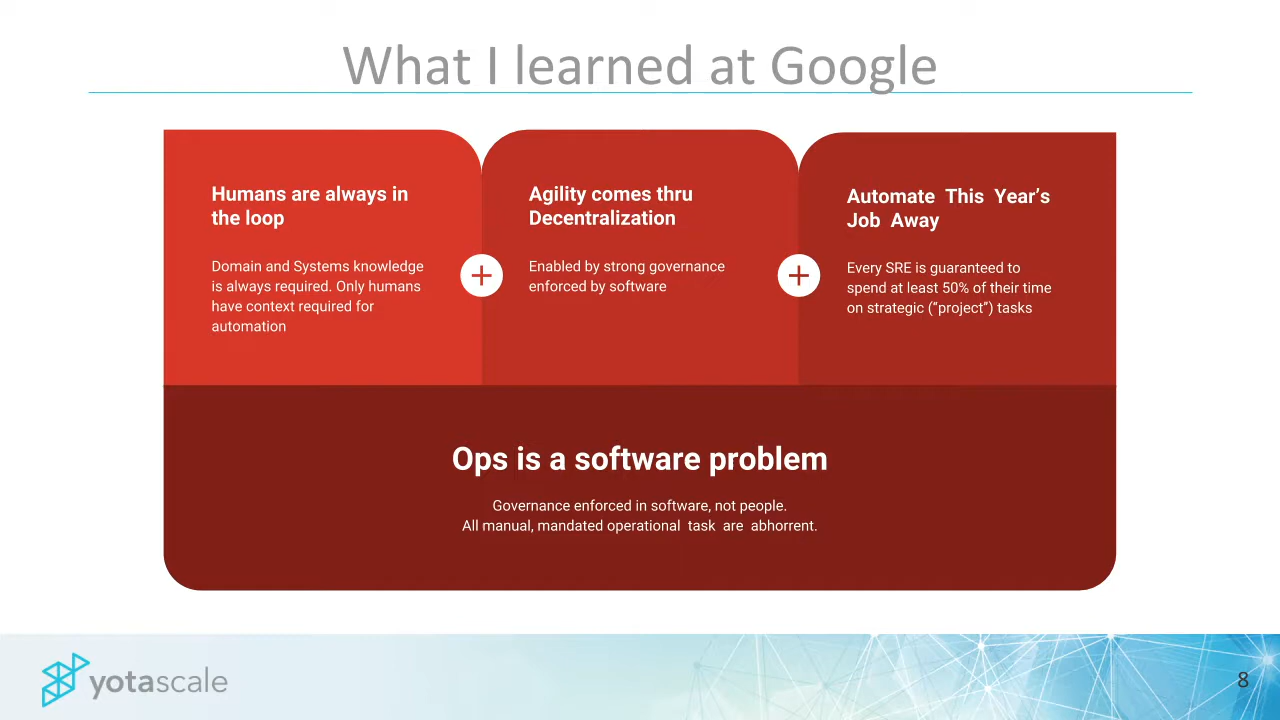 What I learned at Google
Humans are always in
the loop
Domain and Systems knowledge
is always required. Only humans
have context required for
automation
Agility comes thru
Decentralization
Enabled by strong governance
enforced by software
Automate This Year’s
Job Away
Every SRE is guaranteed to
spend at least 50% of their time
on strategic (“project”) tasks
Ops is a software problem
Governance enforced in software, not people.
All manual, mandated operational task are abhorrent.
yotascale
8